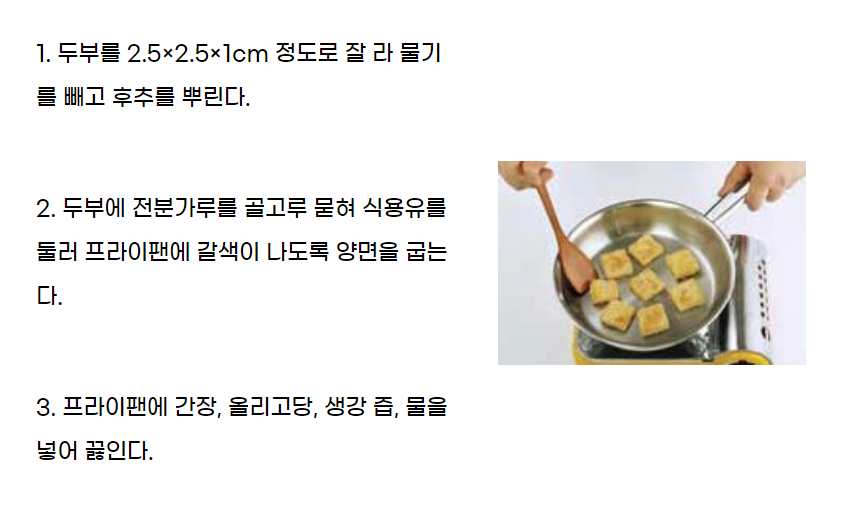 1. 두부를 2.5×2.5×1cm 정도로 잘 라 물기
를 빼고 후추를 뿌린다.
2. 두부에 전분가루를 골고루 묻혀 식용유를
둘러 프라이팬에 갈색이 나도록 양면을 굽는
다.
3. 프라이팬에 간장, 올리고당, 생강 즙, 물을
넣어 끓인다.